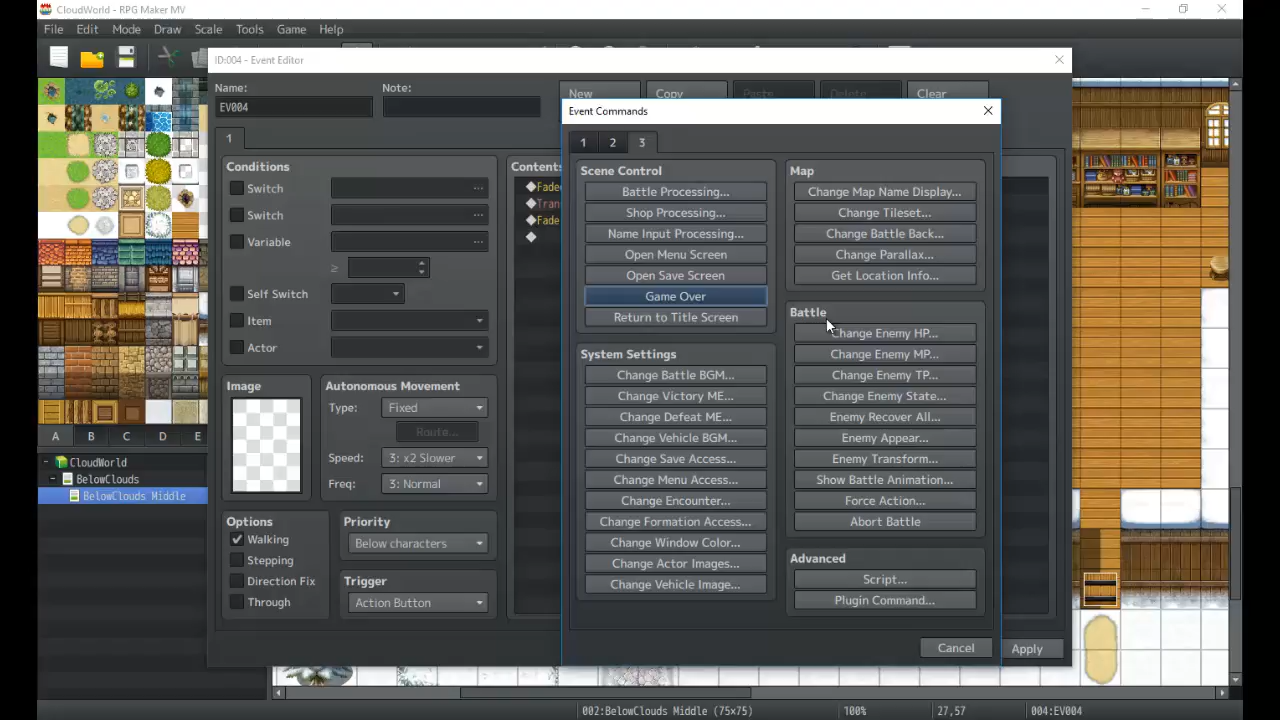 CloudWorld - RPG Maker MV
File Edit Mode Draw Scale Tools Game Help
ID:004 - Event Editor
Name:
Note:
EV004
New
Copy
Paste
Delete
Clear
1
Conditions
Switch
Switch
Variable
≥
Self Switch
Item
Actor
Image
Autonomous Movement
Type: Fixed
Route...
Speed: 3: x2 Slower
Freq: 3: Normal
Options
Walking
Stepping
Direction Fix
Through
Priority
Below characters
Trigger
Action Button
Contents
◆Fade
◆Tran
◆Fade
◆
Event Commands
1 2 3
Scene Control
Battle Processing...
Shop Processing...
Name Input Processing...
Open Menu Screen
Open Save Screen
Game Over
Return to Title Screen
System Settings
Change Battle BGM...
Change Victory ME...
Change Defeat ME...
Change Vehicle BGM...
Change Save Access...
Change Menu Access...
Change Encounter...
Change Formation Access...
Change Window Color...
Change Actor Images...
Change Vehicle Image...
Map
Change Map Name Display...
Change Tileset...
Change Battle Back...
Change Parallax...
Get Location Info...
Battle
Change Enemy HP...
Change Enemy MP...
Change Enemy TP...
Change Enemy State...
Enemy Recover All...
Enemy Appear...
Enemy Transform...
Show Battle Animation...
Force Action...
Abort Battle
Advanced
Script...
Plugin Command...
Cancel
Apply
A B C D E
CloudWorld
BelowClouds
BelowClouds Middle
002:BelowClouds Middle (75x75)
100%
27,57
004:EV004